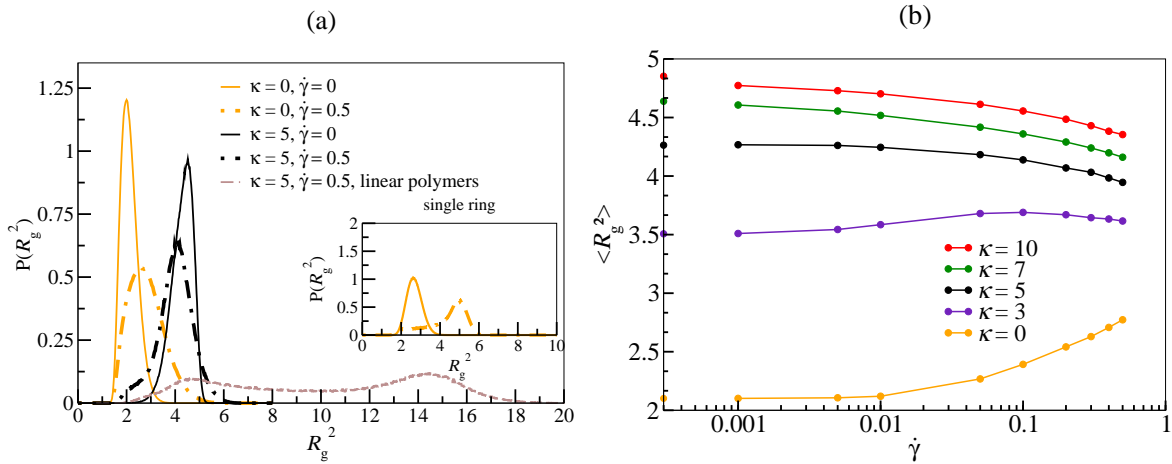 (a)
(b)
P(R_g^2)
1.25
1
0.75
0.5
0.25
0
κ = 0, γ̇ = 0
κ = 0, γ̇ = 0.5
κ = 5, γ̇ = 0
κ = 5, γ̇ = 0.5
κ = 5, γ̇ = 0.5, linear polymers
single ring
P(R_g^2)
2
1.5
1
0.5
0
0 2 4 6 8 10
R_g^2
0 2 4 6 8 10 12 14 16 18 20
R_g^2
<R_g^2>
5
4.5
4
3.5
3
2.5
2
κ = 10
κ = 7
κ = 5
κ = 3
κ = 0
0.001 0.01 0.1 1
γ̇